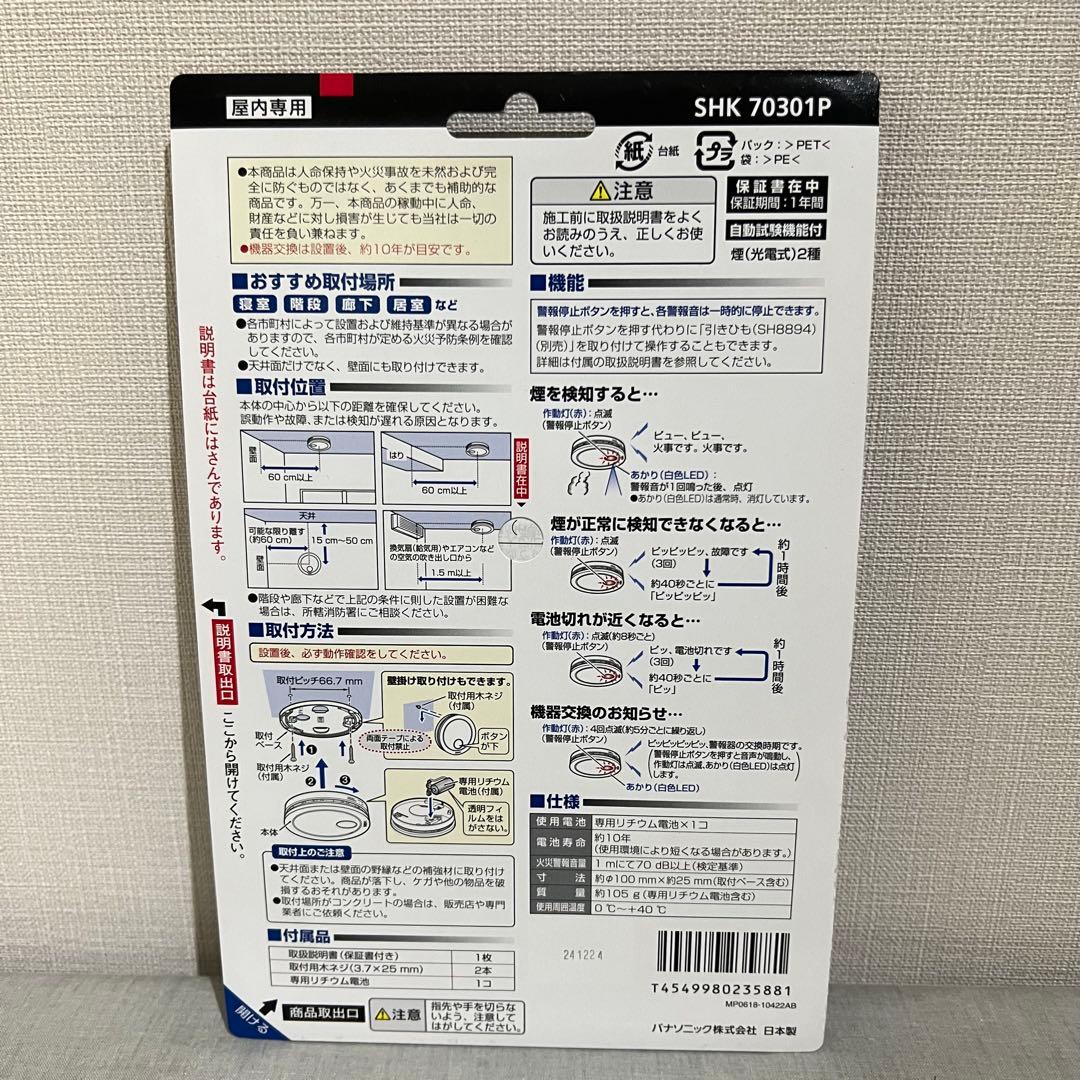 屋内専用
SHK 70301P
紙 台紙
プラ パック:>PET<
袋:>PE<
●本商品は人命保持や火災事故を未然および完
全に防ぐものではなく、あくまでも補助的な
商品です。万一、本商品の稼動中に人命、
財産などに対し損害が生じても当社は一切の
責任を負い兼ねます。
●機器交換は設置後、約10年が目安です。
⚠注意
施工前に取扱説明書をよく
お読みのうえ、正しくお使
いください。
保証書在中
保証期間:1年間
自動試験機能付
煙(光電式)2種
■おすすめ取付場所
寝室 階段 廊下 居室 など
●各市町村によって設置および維持基準が異なる場合が
ありますので、各市町村が定める火災予防条例を確認
してください。
●天井面だけでなく、壁面にも取り付けできます。
■取付位置
本体の中心から以下の距離を確保してください。
誤動作や故障、または検知が遅れる原因となります。
壁面
60 cm以上
はり
60 cm以上
天井
可能な限り離す
(約60 cm)
15 cm〜50 cm
壁面
換気扇(給気用)やエアコンなど
の空気の吹き出し口から
1.5 m以上
●階段や廊下などで上記の条件に則した設置が困難な
場合は、所轄消防署にご相談ください。
説明書在中
説明書は台紙にはさんであります。
説明書取出口
ここから開けてください。
■取付方法
設置後、必ず動作確認をしてください。
取付ピッチ66.7 mm
取付
ベース
取付用木ネジ
(付属)
❶
❷
❸
本体
壁掛け取り付けもできます。
取付用木ネジ
(付属)
両面テープによる
取付禁止
ボタン
が下
専用リチウム
電池(付属)
透明フィ
ルムをは
がさない。
取付上のご注意
●天井面または壁面の野縁などの補強材に取り付け
てください。商品が落下し、ケガや他の物品を破
損するおそれがあります。
●取付場所がコンクリートの場合は、販売店や専門
業者にご依頼ください。
■付属品
取扱説明書(保証書付き) 1枚
取付用木ネジ(3.7×25 mm) 2本
専用リチウム電池 1コ
開ける
商品取出口
⚠注意
指先や手を切らな
いよう、注意して
はがしてください。
■機能
警報停止ボタンを押すと、各警報音は一時的に停止できます。
警報停止ボタンを押す代わりに「引きひも(SH8894)
(別売)」を取り付けて操作することもできます。
詳細は付属の取扱説明書を参照してください。
煙を検知すると…
作動灯(赤):点滅
(警報停止ボタン)
ビュー、ビュー、
火事です。火事です。
あかり(白色LED):
警報音が1回鳴った後、点灯
●あかり(白色LED)は通常時、消灯しています。
煙が正常に検知できなくなると…
作動灯(赤):点滅
(警報停止ボタン)
ピッピッピッ、故障です
(3回)
約40秒ごとに
「ピッピッピッ」
約1時間後
電池切れが近くなると…
作動灯(赤):点滅(約8秒ごと)
(警報停止ボタン)
ピッ、電池切れです
(3回)
約40秒ごとに
「ピッ」
約1時間後
機器交換のお知らせ…
作動灯(赤):4回点滅(約5分ごとに繰り返し)
(警報停止ボタン)
ピッピッピッピッ、警報器の交換時期です。
(警報停止ボタンを押すと音声が鳴動し、
作動灯は点滅、あかり(白色LED)は点灯
します。)
あかり(白色LED)
■仕様
使用電池 専用リチウム電池×1コ
電池寿命 約10年
(使用環境により短くなる場合があります。)
火災警報音量 1 mにて70 dB以上(検定基準)
寸法 約φ100 mm×約25 mm(取付ベース含む)
質量 約105 g(専用リチウム電池含む)
使用周囲温度 0 ℃〜+40 ℃
241224
T4549980235881
MP0618-10422AB
パナソニック株式会社 日本製